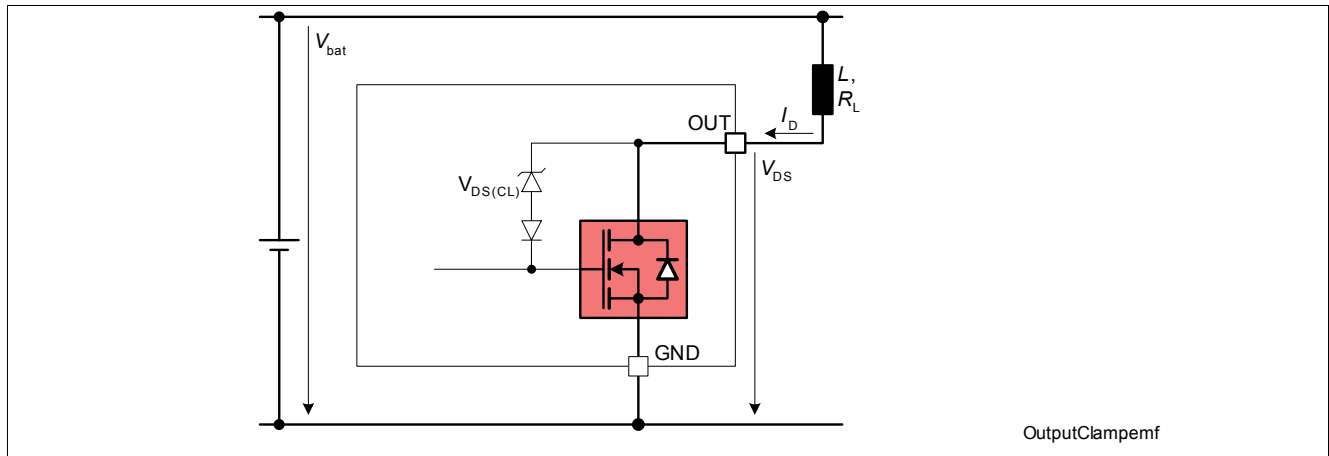 Vbat
L,
RL
OUT
ID
VDS
VDS(CL)
GND
OutputClampemf